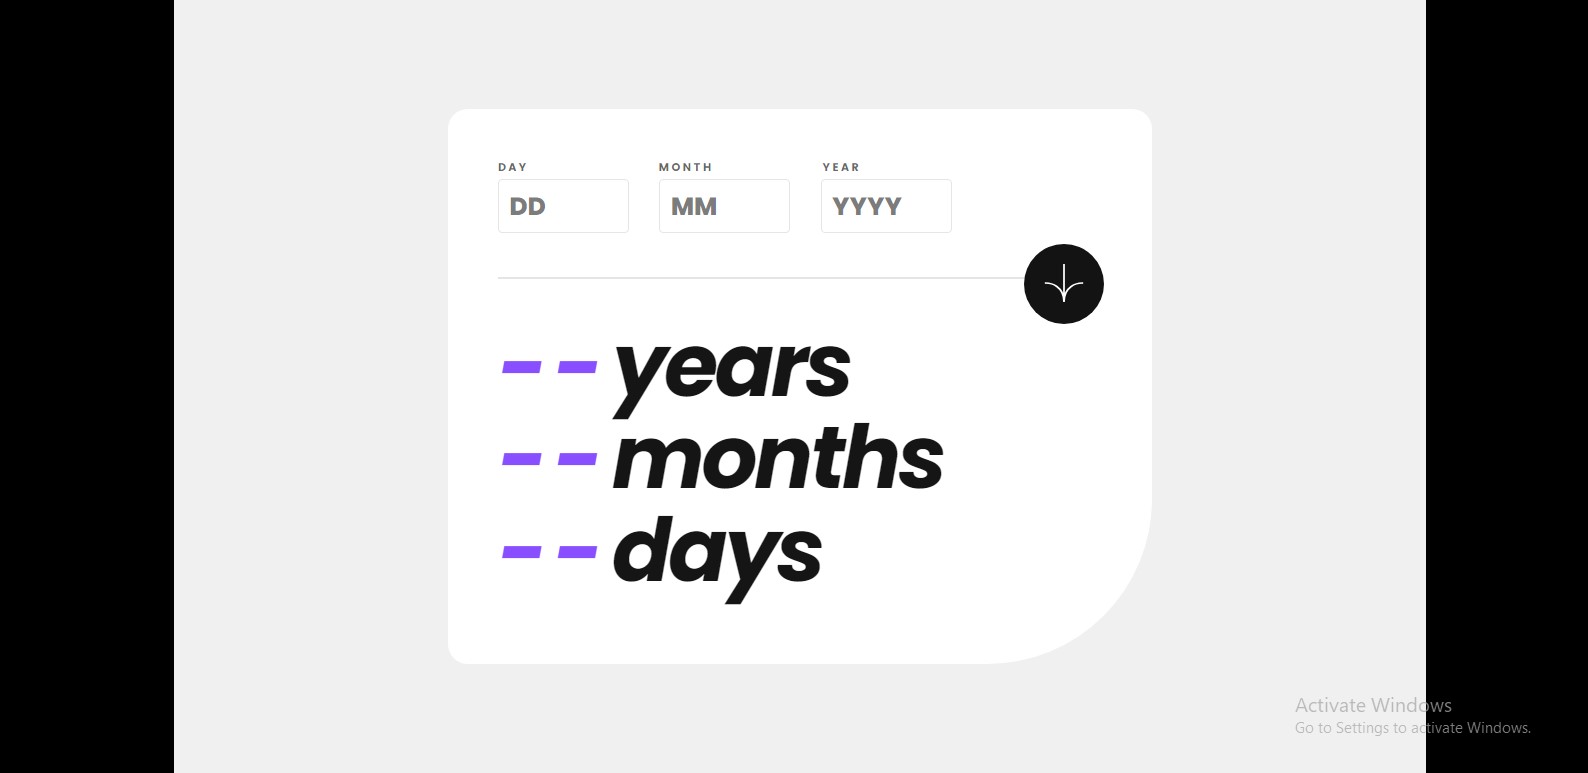 DAY MONTH YEAR
DD MM YYYY
-- years
-- months
-- days
Activate Windows
Go to Settings to activate Windows.